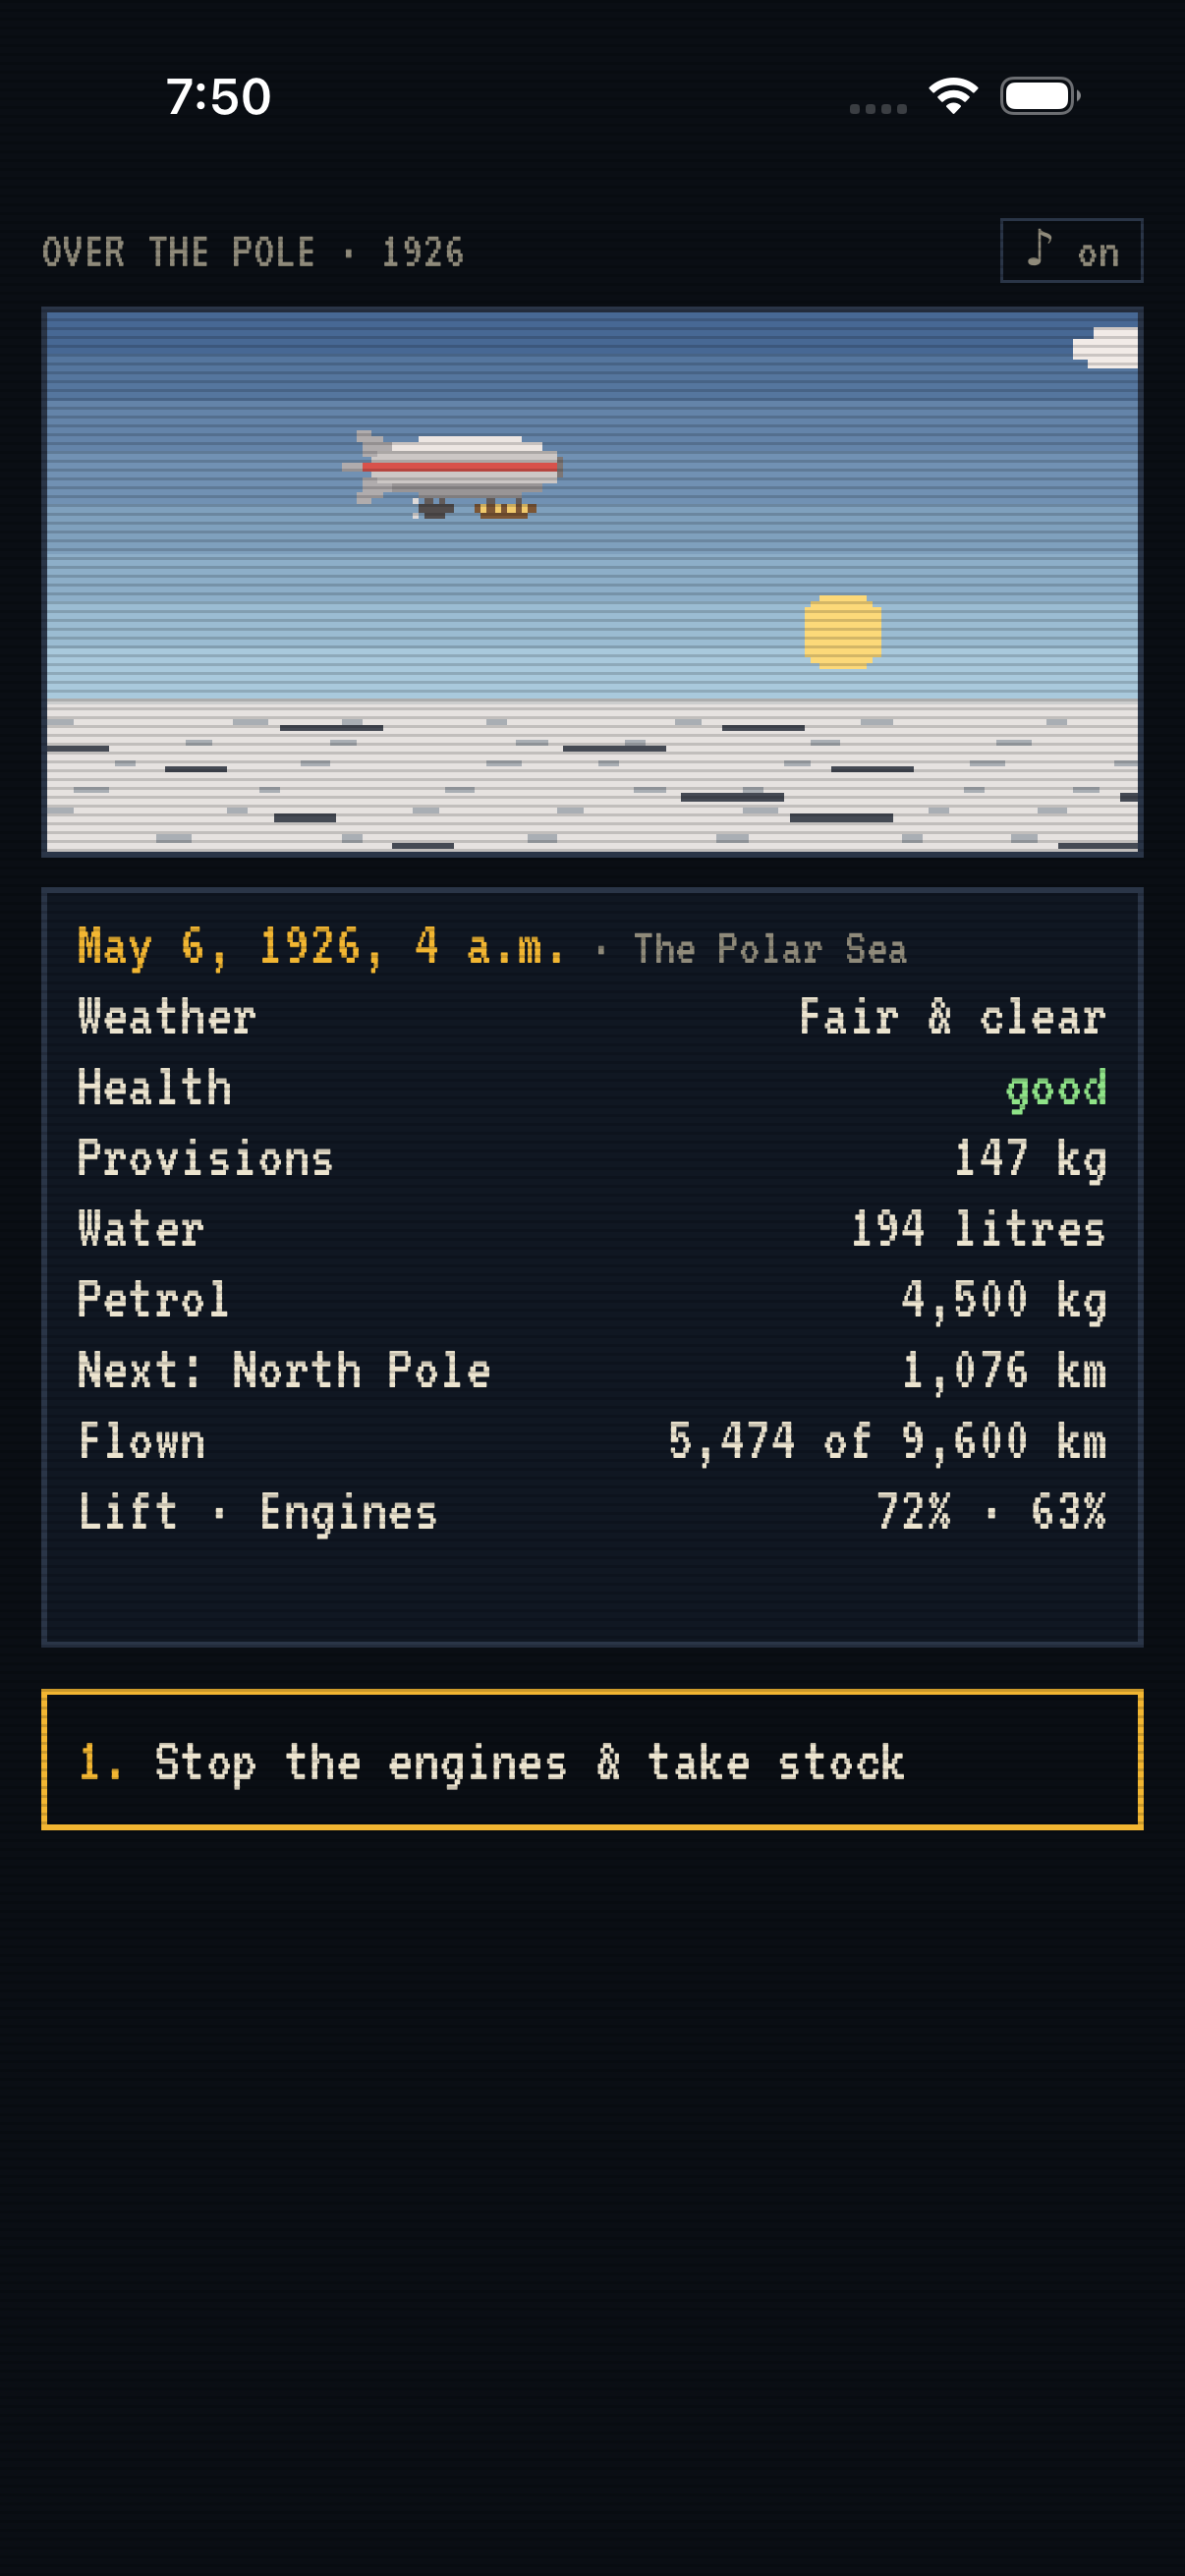 7:50
OVER THE POLE · 1926
♪ on
May 6, 1926, 4 a.m. · The Polar Sea
Weather Fair & clear
Health good
Provisions 147 kg
Water 194 litres
Petrol 4,500 kg
Next: North Pole 1,076 km
Flown 5,474 of 9,600 km
Lift · Engines 72% · 63%
1. Stop the engines & take stock